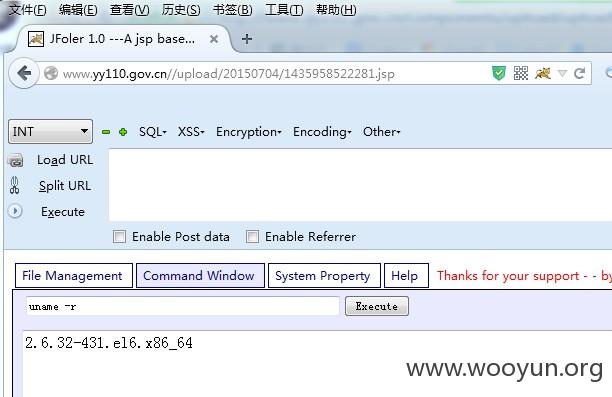 文件(F) 编辑(E) 查看(V) 历史(S) 书签(B) 工具(T) 帮助(H)
JFoler 1.0 ---A jsp base... × +
www.yy110.gov.cn//upload/20150704/1435958522281.jsp
INT SQL- XSS- Encryption- Encoding- Other-
Load URL
Split URL
Execute
Enable Post data Enable Referrer
File Management Command Window System Property Help Thanks for your support - - by
uname -r Execute
2.6.32-431.el6.x86_64
www.wooyun.org